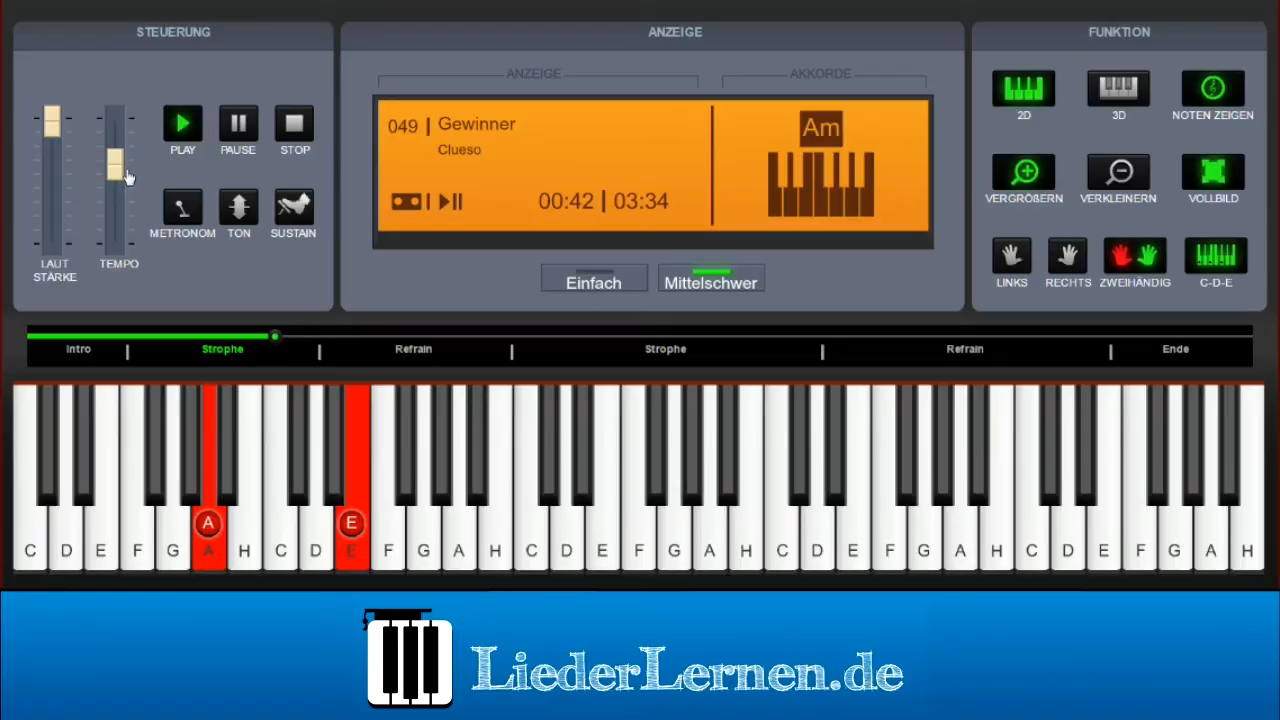 STEUERUNG
LAUT
STÄRKE
TEMPO
PLAY
PAUSE
STOP
METRONOM
TON
SUSTAIN
ANZEIGE
ANZEIGE
AKKORDE
049 | Gewinner
Clueso
00:42 | 03:34
Am
Einfach
Mittelschwer
FUNKTION
2D
3D
NOTEN ZEIGEN
VERGRÖßERN
VERKLEINERN
VOLLBILD
LINKS
RECHTS
ZWEIHÄNDIG
C-D-E
Intro
Strophe
Refrain
Strophe
Refrain
Ende
A
E
C D E F G A H C D E F G A H C D E F G A H C D E F G A H C D E F G A H
LiederLernen.de